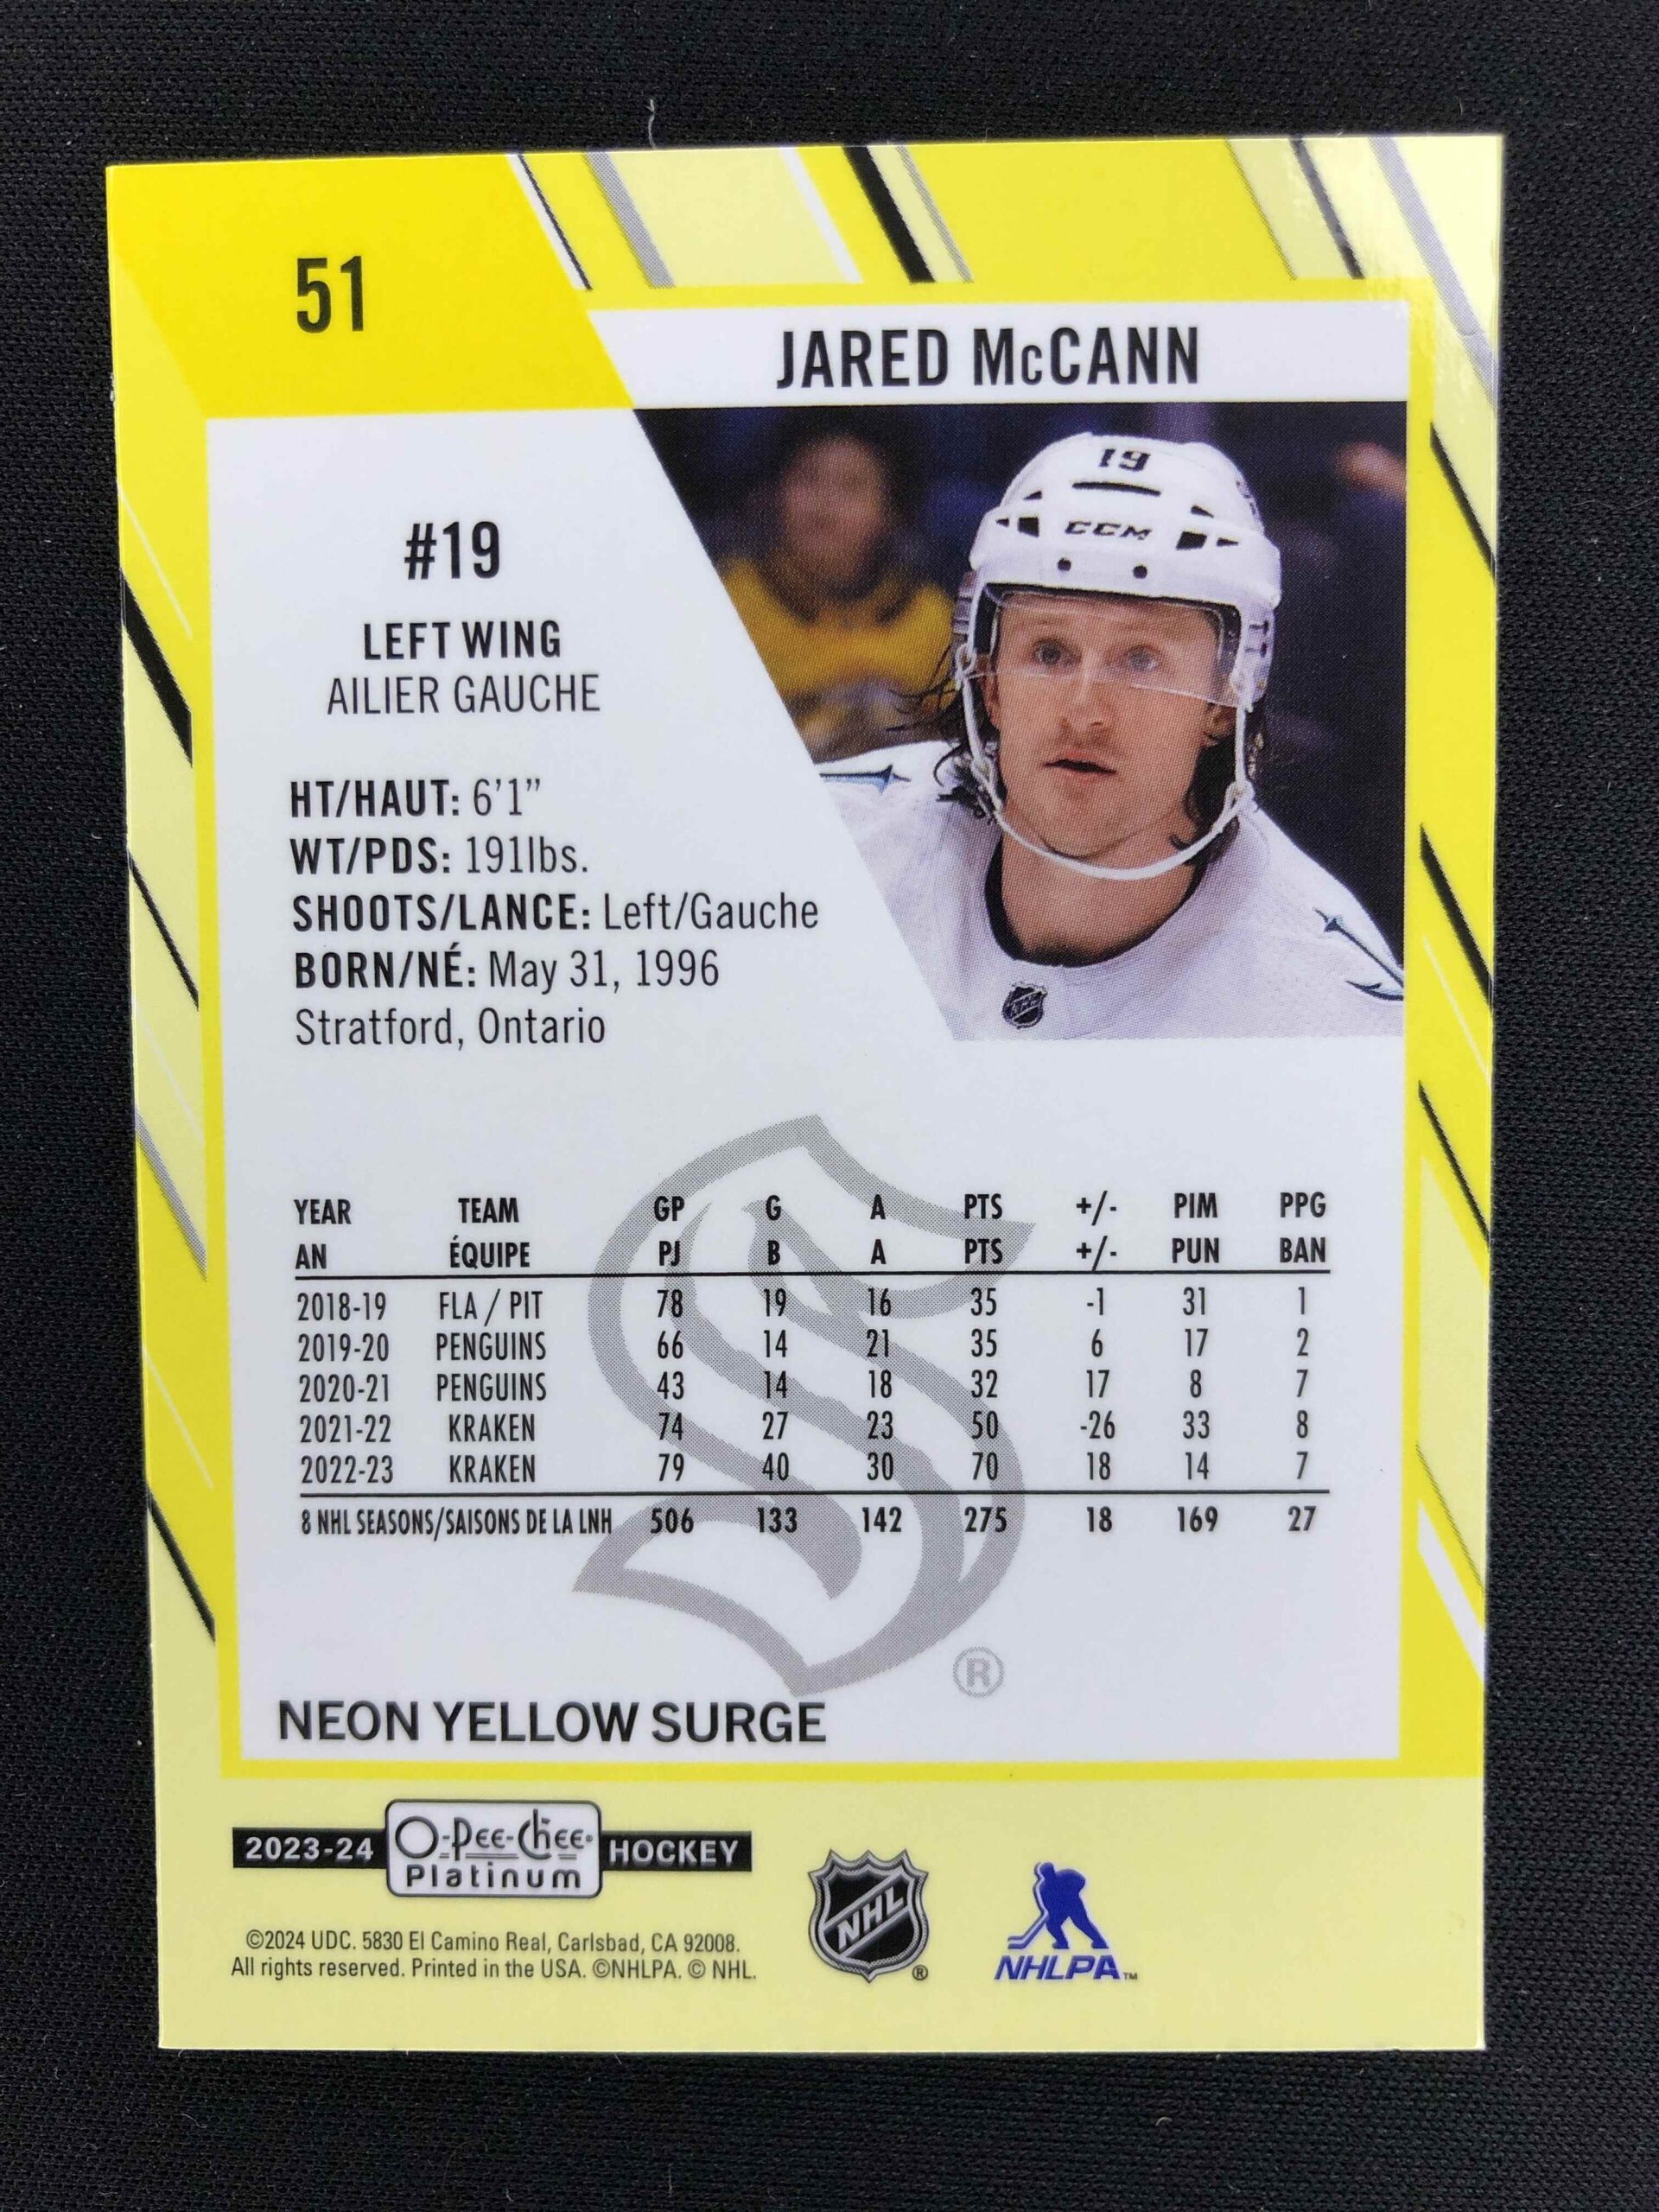 51
JARED McCANN
19
CCM
#19
LEFT WING
AILIER GAUCHE
HT/HAUT: 6'1"
WT/PDS: 191lbs.
SHOOTS/LANCE: Left/Gauche
BORN/NÉ: May 31, 1996
Stratford, Ontario
NHL
YEAR TEAM GP G A PTS +/- PIM PPG
AN ÉQUIPE PJ B A PTS +/- PUN BAN
2018-19 FLA / PIT 78 19 16 35 -1 31 1
2019-20 PENGUINS 66 14 21 35 6 17 2
2020-21 PENGUINS 43 14 18 32 17 8 7
2021-22 KRAKEN 74 27 23 50 -26 33 8
2022-23 KRAKEN 79 40 30 70 18 14 7
8 NHL SEASONS/SAISONS DE LA LNH 506 133 142 275 18 169 27
®
NEON YELLOW SURGE
2023-24 O-Pee-Chee® Platinum HOCKEY
NHL ®
NHLPA™
©2024 UDC. 5830 El Camino Real, Carlsbad, CA 92008.
All rights reserved. Printed in the USA. ©NHLPA. © NHL.